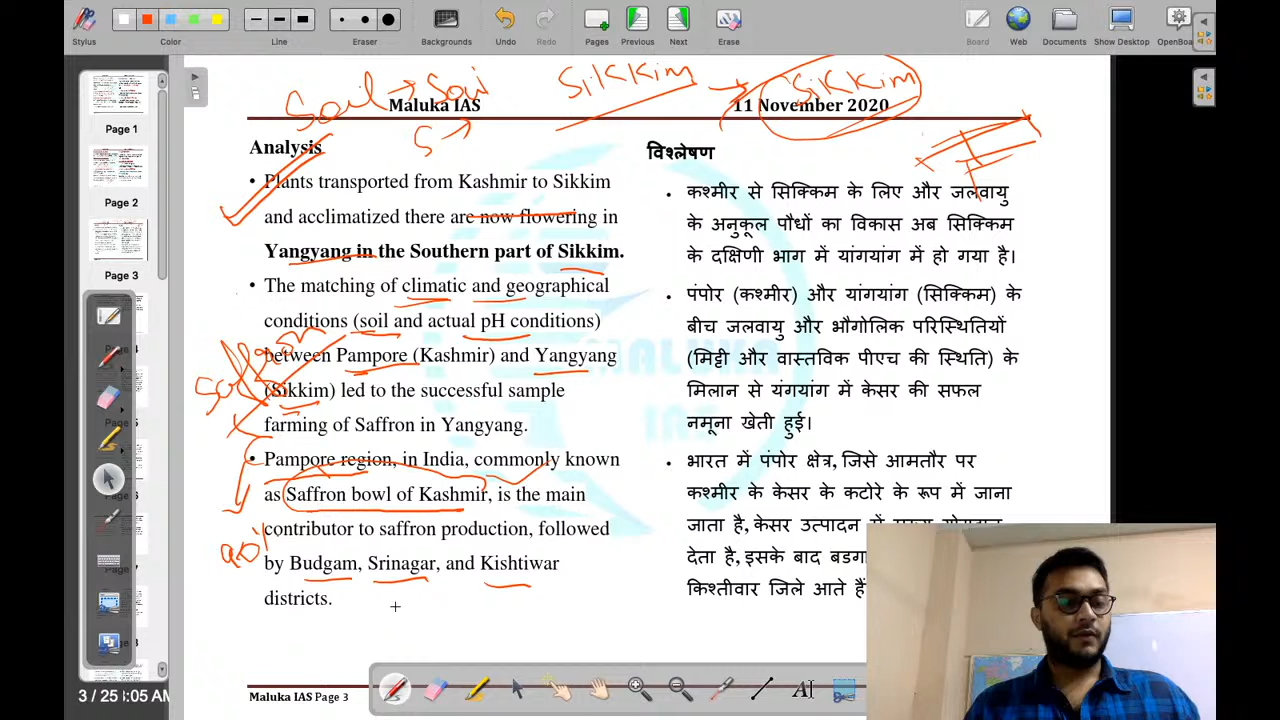 Stylus
Color
Line
Eraser
Backgrounds
Undo
Redo
Pages
Previous
Next
Erase
Board
Web
Documents
Show Desktop
OpenBoa
Page 1
Page 2
Page 3
Soil → Soil
S →
Sikkim → Sikkim
Maluka IAS
11 November 2020
Analysis
• Plants transported from Kashmir to Sikkim
and acclimatized there are now flowering in
Yangyang in the Southern part of Sikkim.
• The matching of climatic and geographical
conditions (soil and actual pH conditions)
between Pampore (Kashmir) and Yangyang
(Sikkim) led to the successful sample
farming of Saffron in Yangyang.
• Pampore region, in India, commonly known
as Saffron bowl of Kashmir, is the main
contributor to saffron production, followed
by Budgam, Srinagar, and Kishtiwar
districts.
Saffron
विश्लेषण
• कश्मीर से सिक्किम के लिए और जलवायु
के अनुकूल पौधों का विकास अब सिक्किम
के दक्षिणी भाग में यांगयांग में हो गया है।
• पंपोर (कश्मीर) और यांगयांग (सिक्किम) के
बीच जलवायु और भौगोलिक परिस्थितियों
(मिट्टी और वास्तविक पीएच की स्थिति) के
मिलान से यंगयांग में केसर की सफल
नमूना खेती हुई।
• भारत में पंपोर क्षेत्र, जिसे आमतौर पर
कश्मीर के केसर के कटोरे के रूप में जाना
जाता है, केसर उत्पादन में
देता है, इसके बाद बडगा
किश्तीवार जिले आते हैं
MALUKA
IAS
Maluka IAS Page 3
3 / 25
3:05 AM